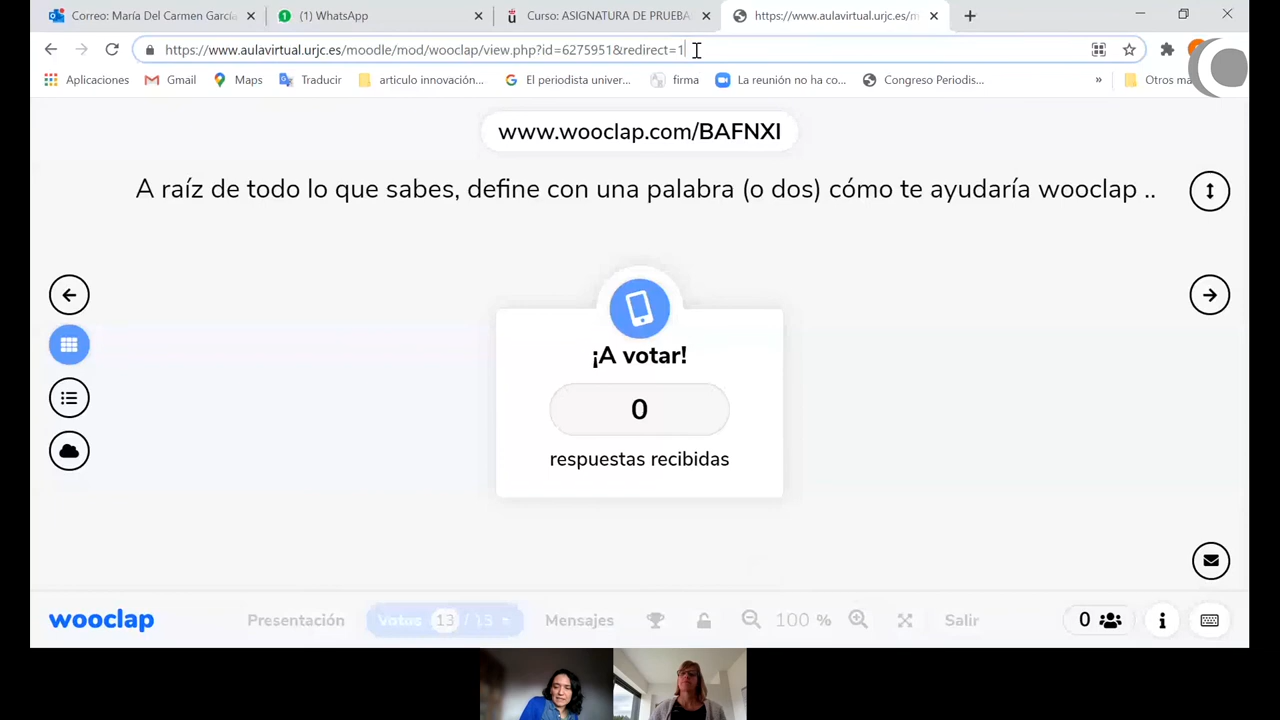 Correo: María Del Carmen García
(1) WhatsApp
Curso: ASIGNATURA DE PRUEBA
https://www.aulavirtual.urjc.es/m
https://www.aulavirtual.urjc.es/moodle/mod/wooclap/view.php?id=6275951&redirect=1
Aplicaciones
Gmail
Maps
Traducir
articulo innovación...
El periodista univer...
firma
La reunión no ha co...
Congreso Periodis...
»
Otros ma
www.wooclap.com/BAFNXI
A raíz de todo lo que sabes, define con una palabra (o dos) cómo te ayudaría wooclap ..
¡A votar!
0
respuestas recibidas
wooclap
Presentación
Votos 13 / 13
Mensajes
100 %
Salir
0